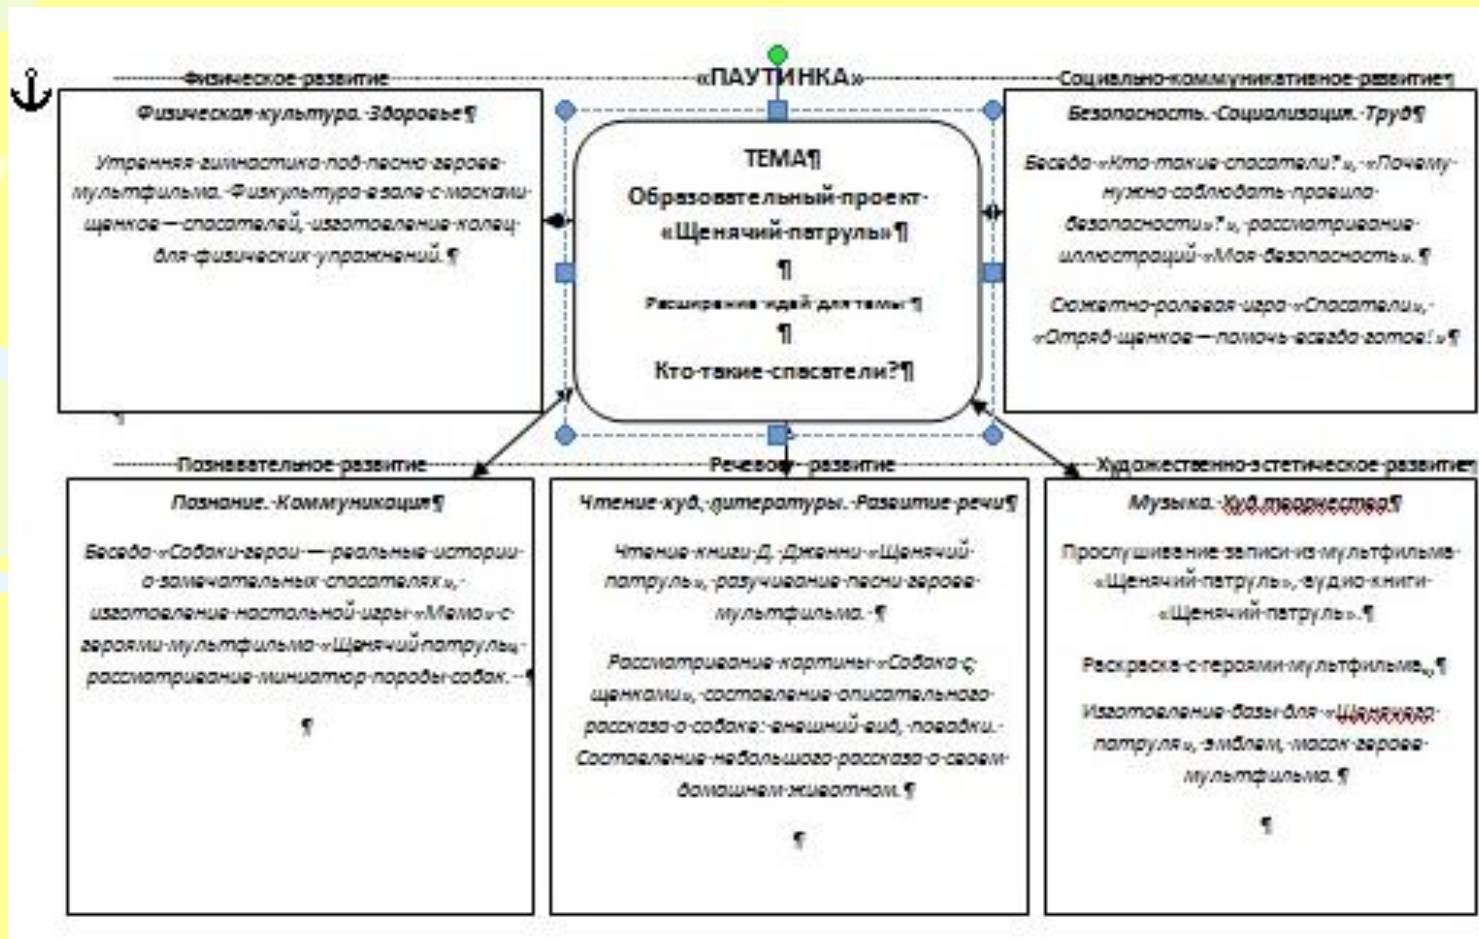 Физическое развитие «ПАУТИНКА» Социально-коммуникативное развитие¶
Физическая культура. Здоровье¶
Утренняя гимнастика под песню героев
мультфильма. Физкультура в зале с масками
щенков — спасателей, изготовление колец
для физических упражнений.¶
ТЕМА¶
Образовательный проект
«Щенячий патруль»¶
¶
Расширение идей для темы¶
¶
Кто такие спасатели?¶
Безопасность. Социализация. Труд¶
Беседа «Кто такие спасатели?», «Почему
нужно соблюдать правила
безопасности»?», рассматривание
иллюстраций «Моя безопасность».¶
Сюжетно-ролевая игра «Спасатели»,
«Отряд щенков — помочь всегда готов!»¶
¶
Познавательное развитие Речевое развитие Художественно-эстетическое развитие¶
Познание. Коммуникация¶
Беседа «Собаки-герои — реальные истории
о замечательных спасателях»,
изготовление настольной игры «Мемо» с
героями мультфильма «Щенячий патруль»,
рассматривание миниатюр породы собак. ¶
¶
Чтение худ. литературы. Развитие речи¶
Чтение книги Д. Дженни «Щенячий
патруль», разучивание песни героев
мультфильма. ¶
Рассматривание картины «Собака с
щенками», составление описательного
рассказа о собаке: внешний вид, повадки.
Составление небольшого рассказа о своем
домашнем животном.¶
¶
Музыка. Худ.творчество¶
Прослушивание записи из мультфильма
«Щенячий патруль», аудио-книги
«Щенячий патруль».¶
Раскраска с героями мультфильма,,¶
Изготовление базы для «Щенячего
патруля», эмблем, масок героев
мультфильма.¶
¶